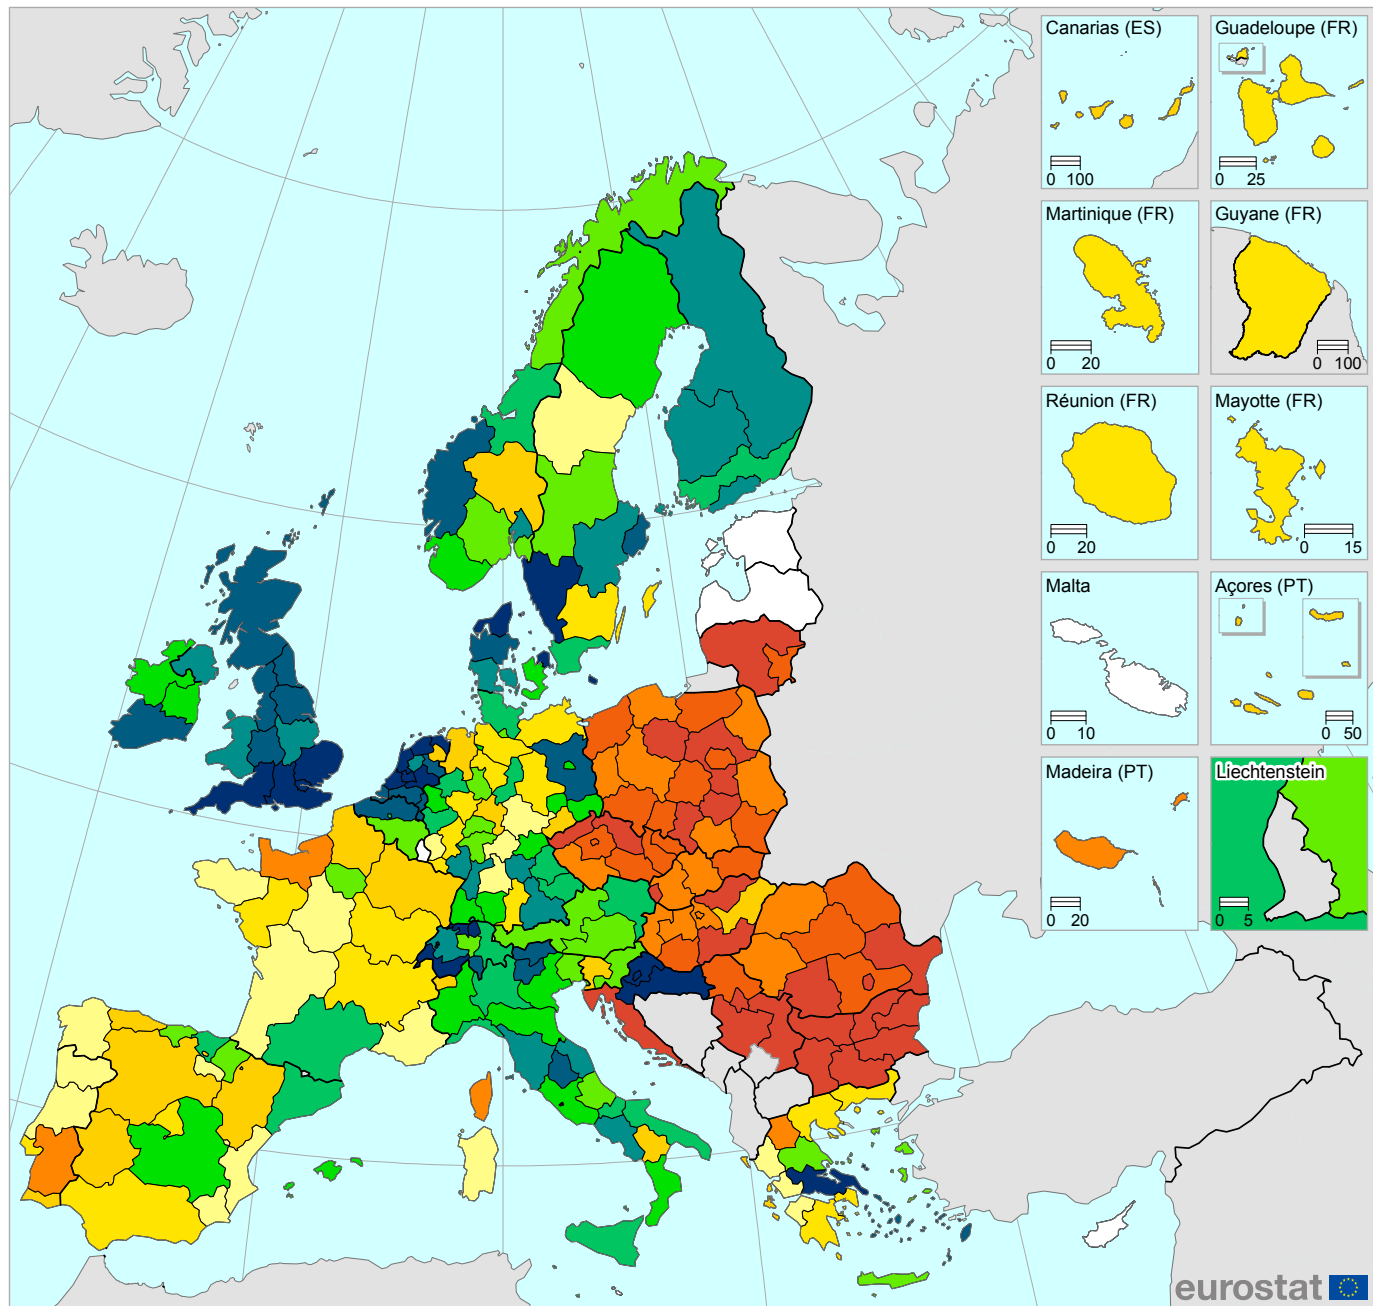 Canarias (ES)
0 100
Guadeloupe (FR)
0 25
Martinique (FR)
0 20
Guyane (FR)
0 100
Réunion (FR)
0 20
Mayotte (FR)
0 15
Malta
0 10
Açores (PT)
0 50
Madeira (PT)
0 20
Liechtenstein
0 5
eurostat